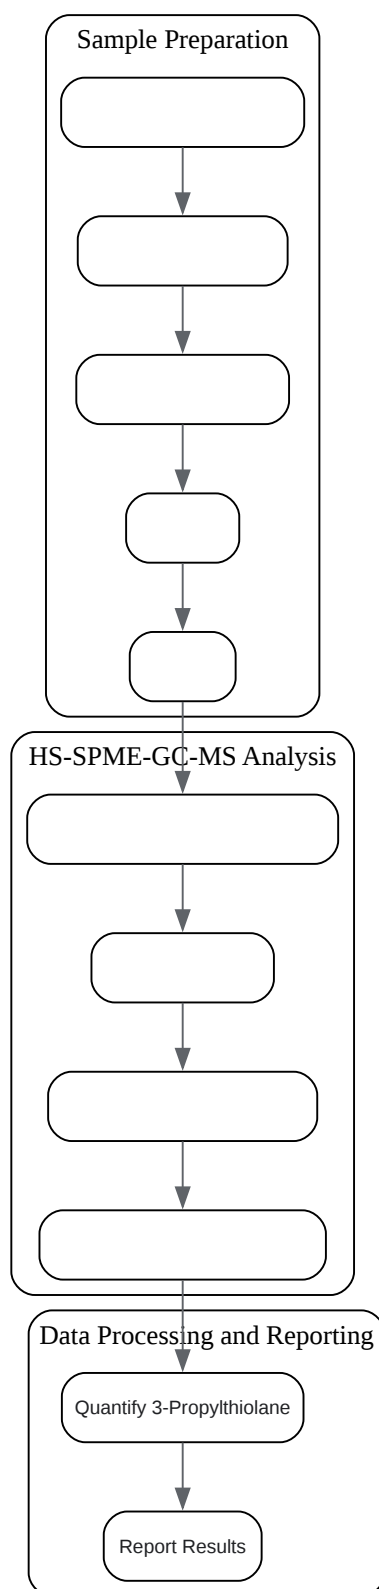 Sample Preparation
HS-SPME-GC-MS Analysis
Data Processing and Reporting
Quantify 3-Propylthiolane
Report Results